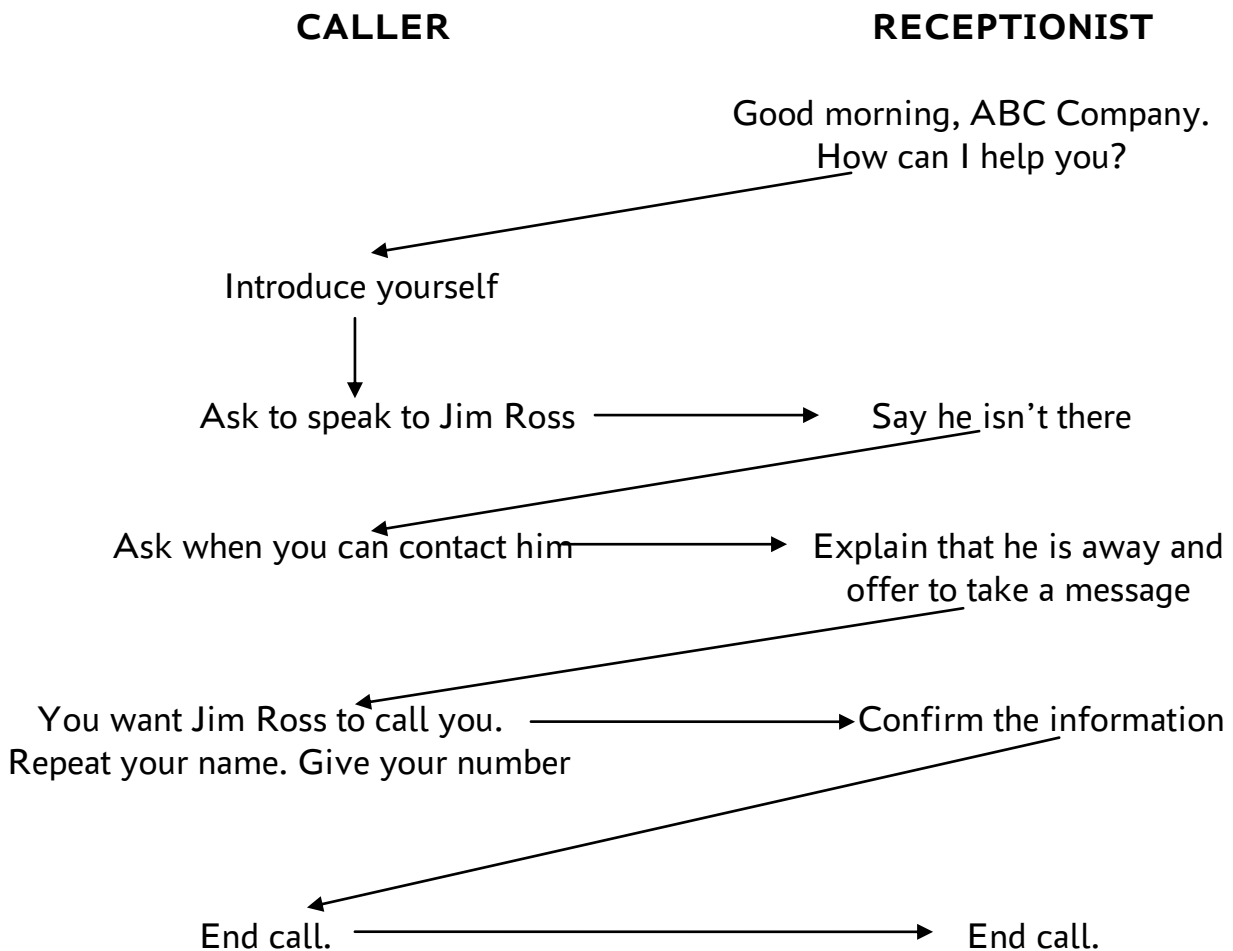 CALLER
RECEPTIONIST
Good morning, ABC Company.
How can I help you?
Introduce yourself
Ask to speak to Jim Ross
Say he isn't there
Ask when you can contact him
Explain that he is away and
offer to take a message
You want Jim Ross to call you.
Repeat your name. Give your number
Confirm the information
End call.
End call.